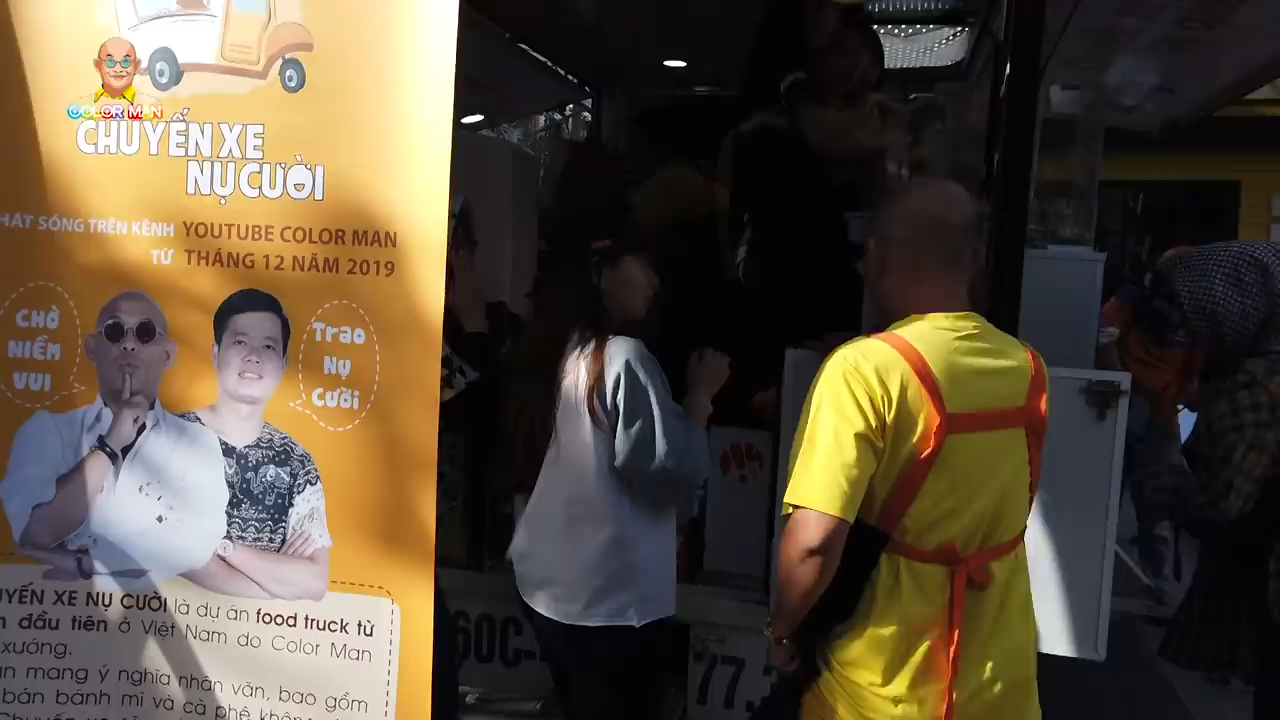 COLOR MAN
CHUYẾN XE
NỤ CƯỜI
PHÁT SÓNG TRÊN KÊNH YOUTUBE COLOR MAN
TỪ THÁNG 12 NĂM 2019
CHỞ
NIỀM
VUI
Trao
Nụ
Cười
CHUYẾN XE NỤ CƯỜI là dự án food truck từ
đầu tiên ở Việt Nam do Color Man
xướng.
mang ý nghĩa nhân văn, bao gồm
bán bánh mì và cà phê
60C-
77.